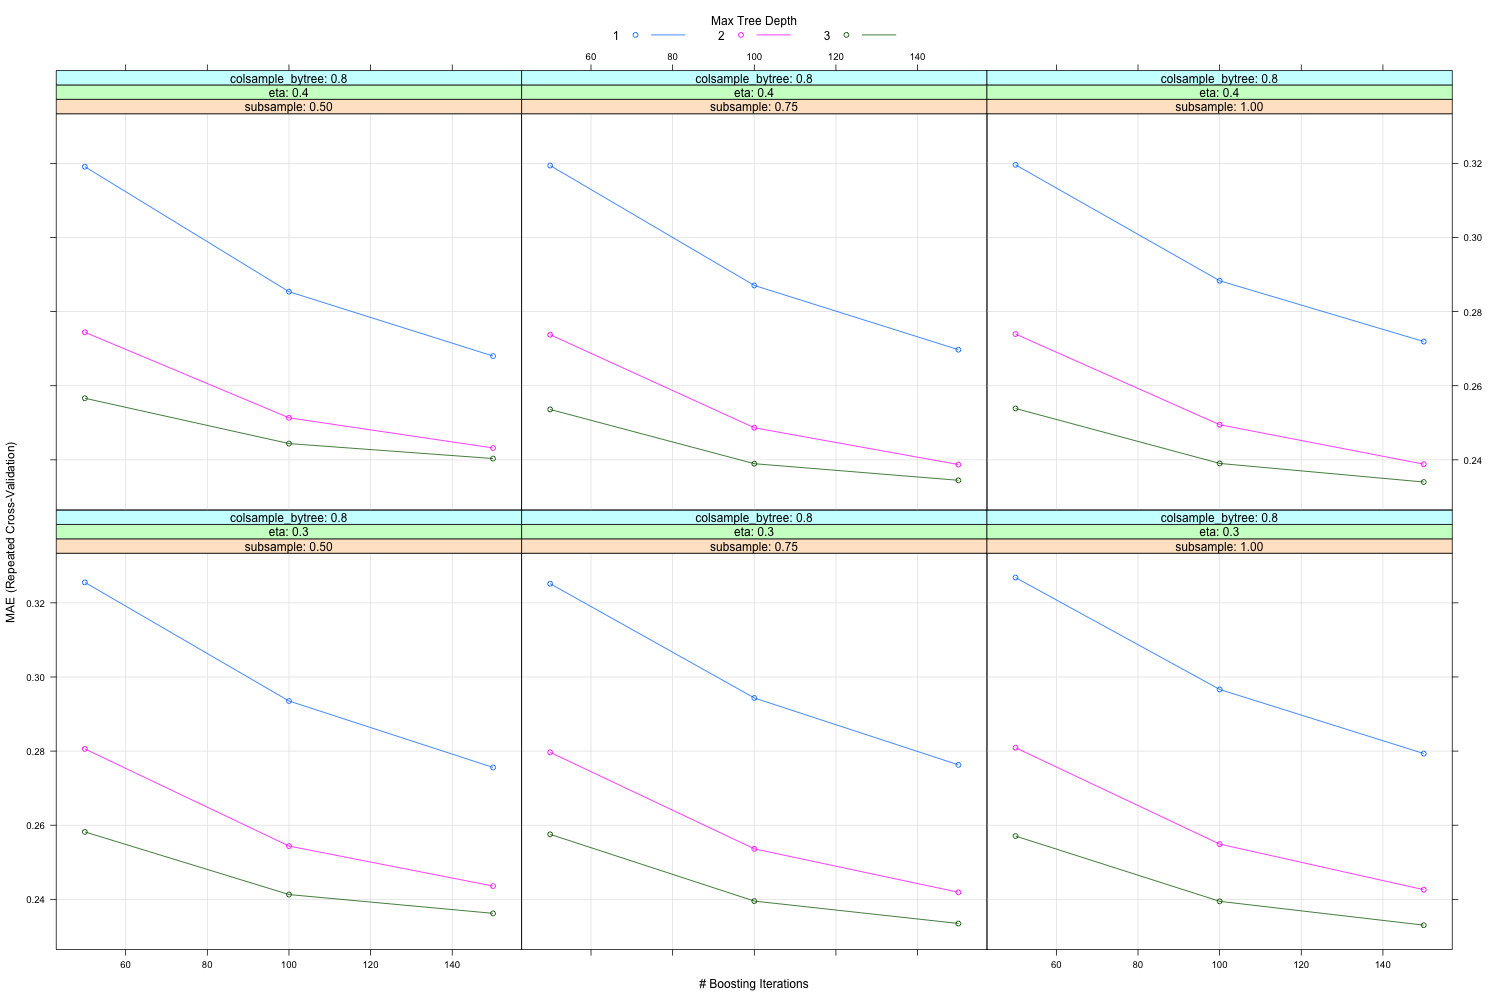 Max Tree Depth
1 2 3
60 80 100 120 140
colsample_bytree: 0.8 colsample_bytree: 0.8 colsample_bytree: 0.8
eta: 0.4 eta: 0.4 eta: 0.4
subsample: 0.50 subsample: 0.75 subsample: 1.00
0.32
0.30
0.28
0.26
0.24
MAE (Repeated Cross-Validation)
colsample_bytree: 0.8 colsample_bytree: 0.8 colsample_bytree: 0.8
eta: 0.3 eta: 0.3 eta: 0.3
subsample: 0.50 subsample: 0.75 subsample: 1.00
0.32
0.30
0.28
0.26
0.24
60 80 100 120 140 60 80 100 120 140
# Boosting Iterations